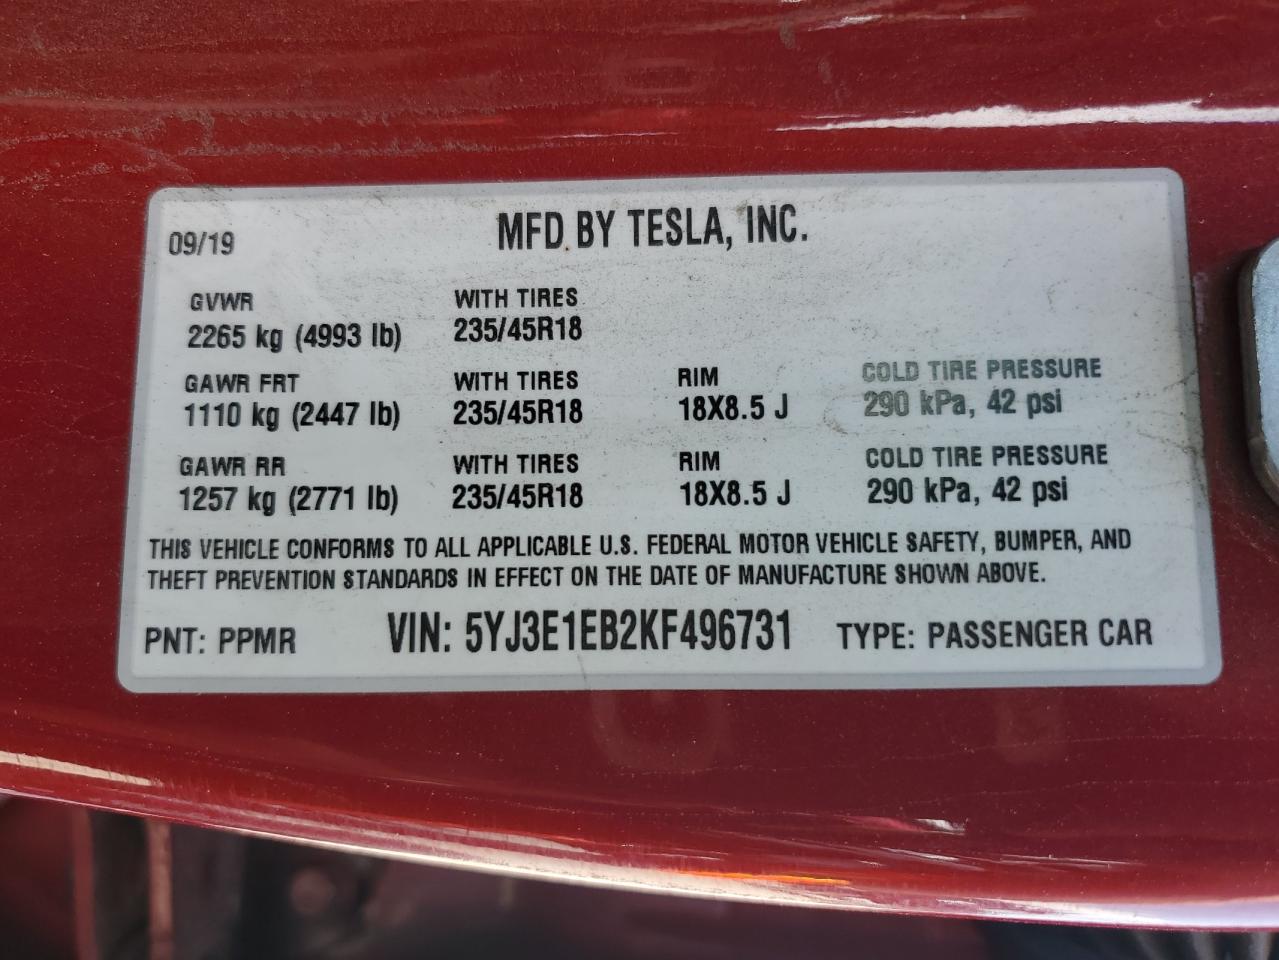 MFD BY TESLA, INC.
09/19
GVWR WITH TIRES
2265 kg (4993 lb) 235/45R18
GAWR FRT WITH TIRES RIM COLD TIRE PRESSURE
1110 kg (2447 lb) 235/45R18 18X8.5 J 290 kPa, 42 psi
GAWR RR WITH TIRES RIM COLD TIRE PRESSURE
1257 kg (2771 lb) 235/45R18 18X8.5 J 290 kPa, 42 psi
THIS VEHICLE CONFORMS TO ALL APPLICABLE U.S. FEDERAL MOTOR VEHICLE SAFETY, BUMPER, AND
THEFT PREVENTION STANDARDS IN EFFECT ON THE DATE OF MANUFACTURE SHOWN ABOVE.
PNT: PPMR VIN: 5YJ3E1EB2KF496731 TYPE: PASSENGER CAR